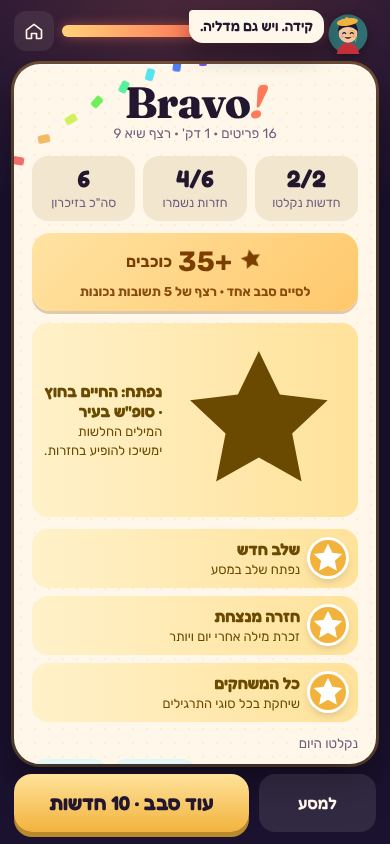 קידה. ויש גם מדליה.
Bravo!
16 פריטים · 1 דק' · רצף שיא 9
2/2
חדשות נקלטו
4/6
חזרות נשמרו
6
סה"כ בזיכרון
+35 כוכבים
לסיים סבב אחד · רצף של 5 תשובות נכונות
נפתח: החיים בחוץ
· סופ"ש בעיר
המילים החלשות
ימשיכו להופיע בחזרות.
שלב חדש
נפתח שלב במסע
חזרה מנצחת
זכרת מילה אחרי יום ויותר
כל המשחקים
שיחקת בכל סוגי התרגילים
נקלטו היום
למסע
עוד סבב · 10 חדשות